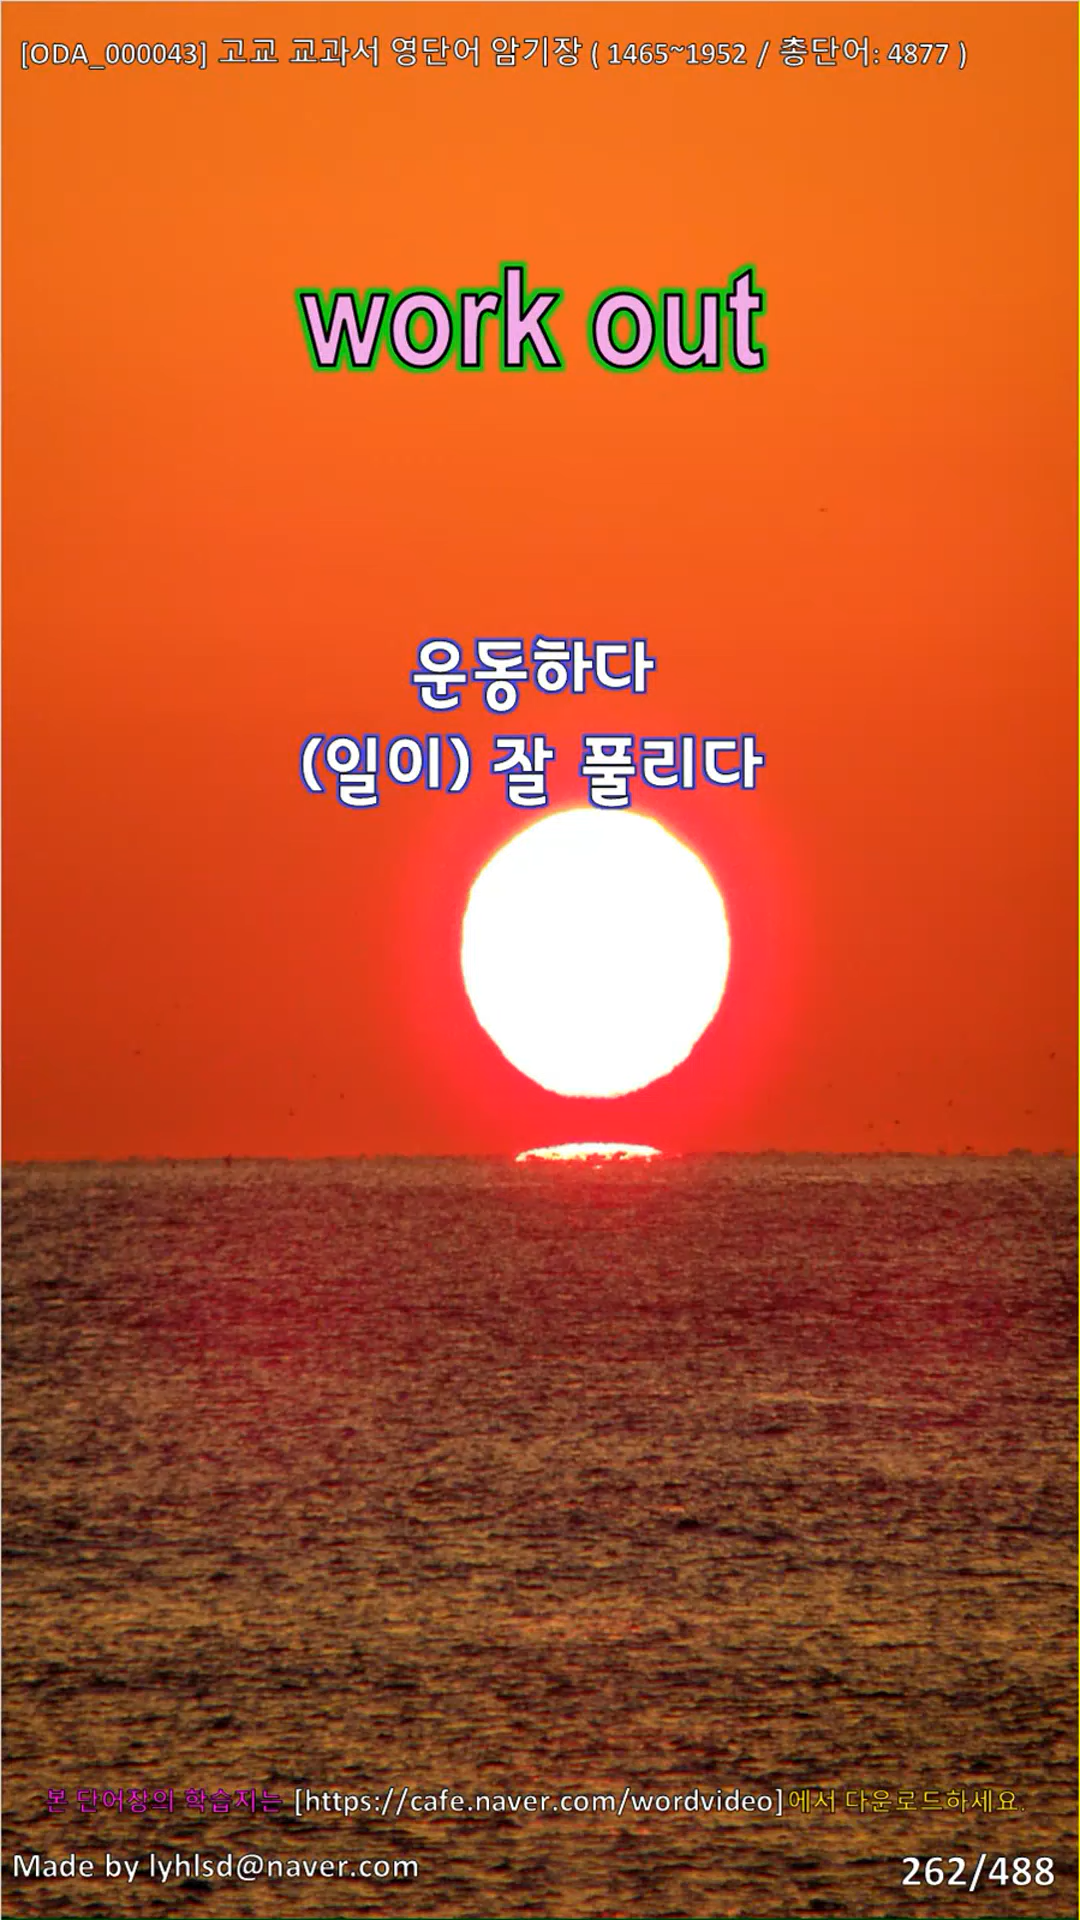 [ODA_000043] 고교 교과서 영단어 암기장 ( 1465~1952 / 총단어: 4877 )
work out
운동하다
(일이) 잘 풀리다
본 단어장의 학습지는 [https://cafe.naver.com/wordvideo]에서 다운로드하세요.
Made by lyhlsd@naver.com
262/488